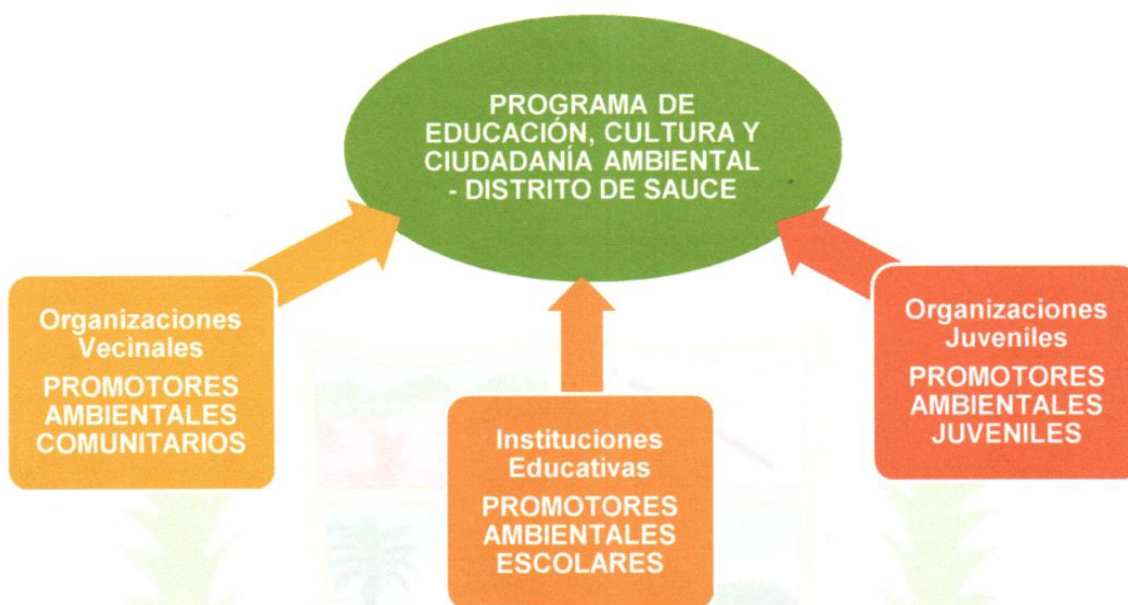 PROGRAMA DE
EDUCACIÓN, CULTURA Y
CIUDADANÍA AMBIENTAL
- DISTRITO DE SAUCE
Organizaciones
Vecinales
PROMOTORES
AMBIENTALES
COMUNITARIOS
Instituciones
Educativas
PROMOTORES
AMBIENTALES
ESCOLARES
Organizaciones
Juveniles
PROMOTORES
AMBIENTALES
JUVENILES